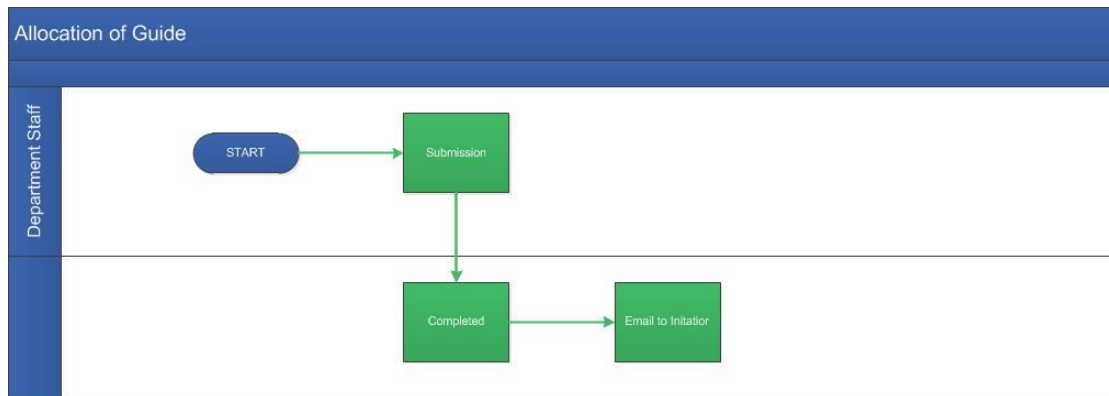 Allocation of Guide
Department Staff
START
Submission
Completed
Email to Initatior